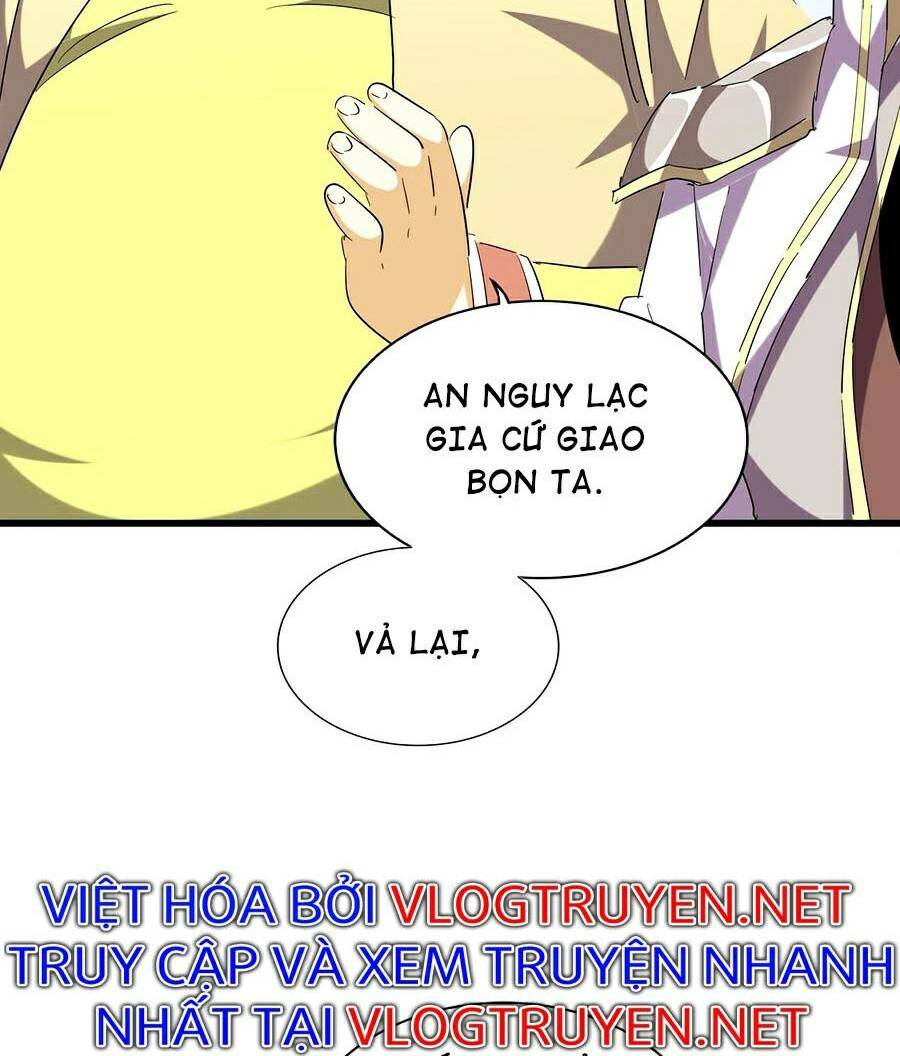 AN NGUY LẠC
GIA CỨ GIAO
BỌN TA.
VẢ LẠI,
VIỆT HÓA BỞI VLOGTRUYEN.NET
TRUY CẬP VÀ XEM TRUYỆN NHANH
NHẤT TẠI VLOGTRUYEN.NET